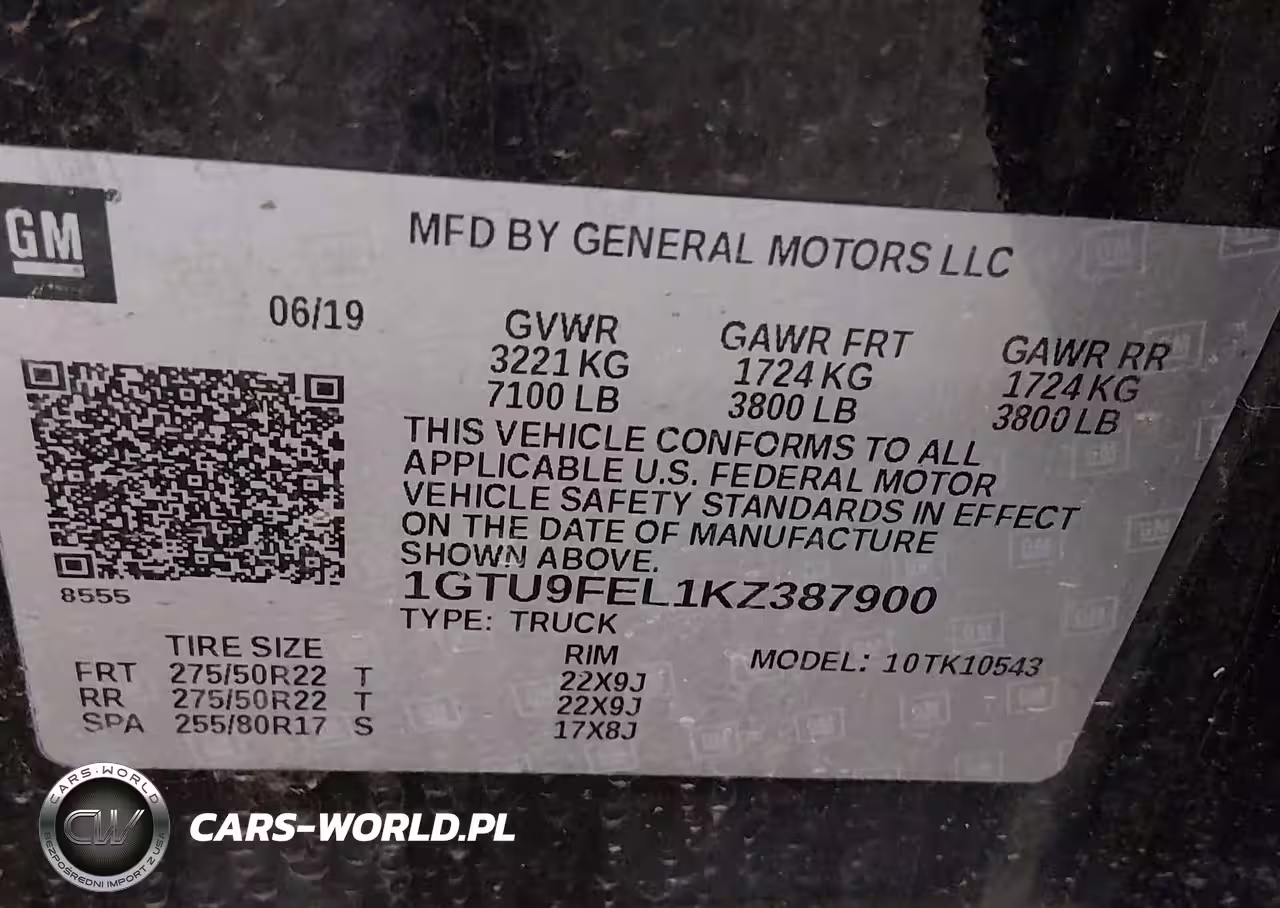 GM
MFD BY GENERAL MOTORS LLC
06/19
GVWR GAWR FRT GAWR RR
3221 KG 1724 KG 1724 KG
7100 LB 3800 LB 3800 LB
THIS VEHICLE CONFORMS TO ALL
APPLICABLE U.S. FEDERAL MOTOR
VEHICLE SAFETY STANDARDS IN EFFECT
ON THE DATE OF MANUFACTURE
SHOWN ABOVE.
8555
1GTU9FEL1KZ387900
TYPE: TRUCK
TIRE SIZE RIM MODEL: 10TK10543
FRT 275/50R22 T 22X9J
RR 275/50R22 T 22X9J
SPA 255/80R17 S 17X8J
CARS-WORLD
CW
BEZPOŚREDNI IMPORT Z USA
CARS-WORLD.PL